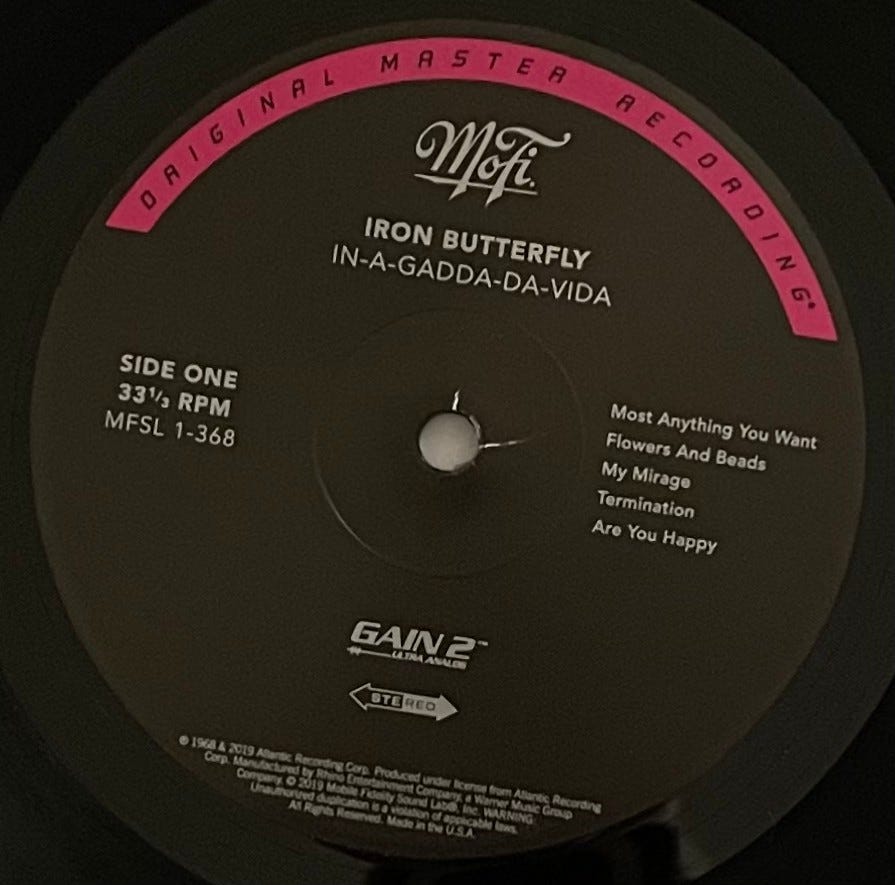 ORIGINAL MASTER RECORDING®
MoFi.
IRON BUTTERFLY
IN-A-GADDA-DA-VIDA
SIDE ONE
33⅓ RPM
MFSL 1-368
Most Anything You Want
Flowers And Beads
My Mirage
Termination
Are You Happy
GAIN 2™
ULTRA ANALOG
STEREO
℗ 1968 & 2019 Atlantic Recording Corp. Produced under license from Atlantic Recording
Corp. Manufactured by Rhino Entertainment Company, a Warner Music Group
Company. © 2019 Mobile Fidelity Sound Lab®, Inc. WARNING:
Unauthorized duplication is a violation of applicable laws.
All Rights Reserved. Made in the U.S.A.